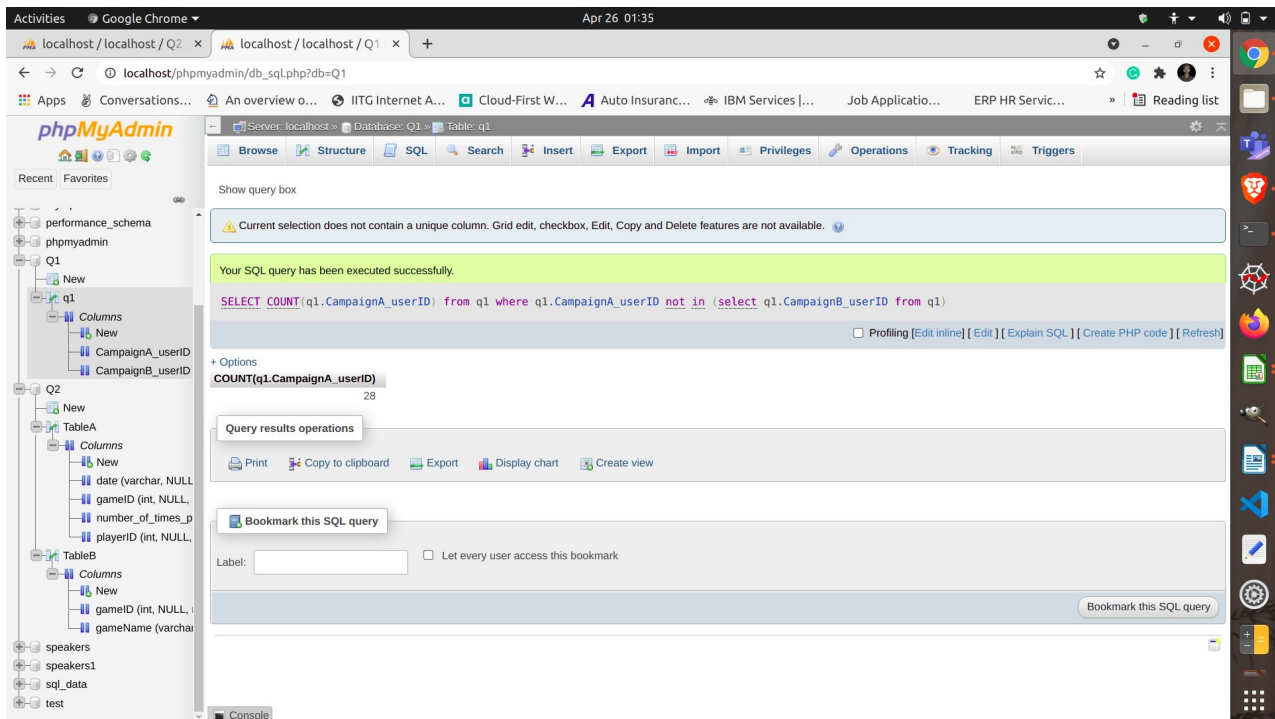 Activities
Google Chrome
Apr 26 01:35
localhost / localhost / Q2
localhost / localhost / Q1
localhost/phpmyadmin/db_sql.php?db=Q1
Apps
Conversations...
An overview o...
IITG Internet A...
Cloud-First W...
Auto Insuranc...
IBM Services |...
Job Applicatio...
ERP HR Servic...
»
Reading list
phpMyAdmin
Recent Favorites
performance_schema
phpmyadmin
Q1
New
q1
Columns
New
CampaignA_userID
CampaignB_userID
Q2
New
TableA
Columns
New
date (varchar, NULL
gameID (int, NULL,
number_of_times_p
playerID (int, NULL,
TableB
Columns
New
gameID (int, NULL,
gameName (varchar
speakers
speakers1
sql_data
test
Server: localhost » Database: Q1 » Table: q1
Browse
Structure
SQL
Search
Insert
Export
Import
Privileges
Operations
Tracking
Triggers
Show query box
Current selection does not contain a unique column. Grid edit, checkbox, Edit, Copy and Delete features are not available.
Your SQL query has been executed successfully.
SELECT COUNT(q1.CampaignA_userID) from q1 where q1.CampaignA_userID not in (select q1.CampaignB_userID from q1)
Profiling [Edit inline] [ Edit ] [ Explain SQL ] [ Create PHP code ] [ Refresh]
+ Options
COUNT(q1.CampaignA_userID)
28
Query results operations
Print
Copy to clipboard
Export
Display chart
Create view
Bookmark this SQL query
Label:
Let every user access this bookmark
Bookmark this SQL query
Console